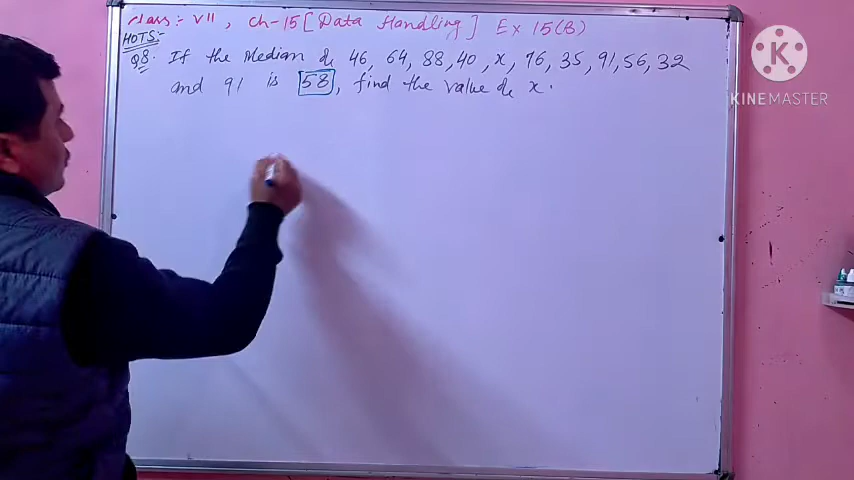 Class:- VII, Ch-15 [Data Handling] Ex 15(B)
HOTS:-
Q8. If the Median of 46, 64, 88, 40, x, 76, 35, 91, 56, 32
and 91 is 58, find the value of x.
K
KINEMASTER